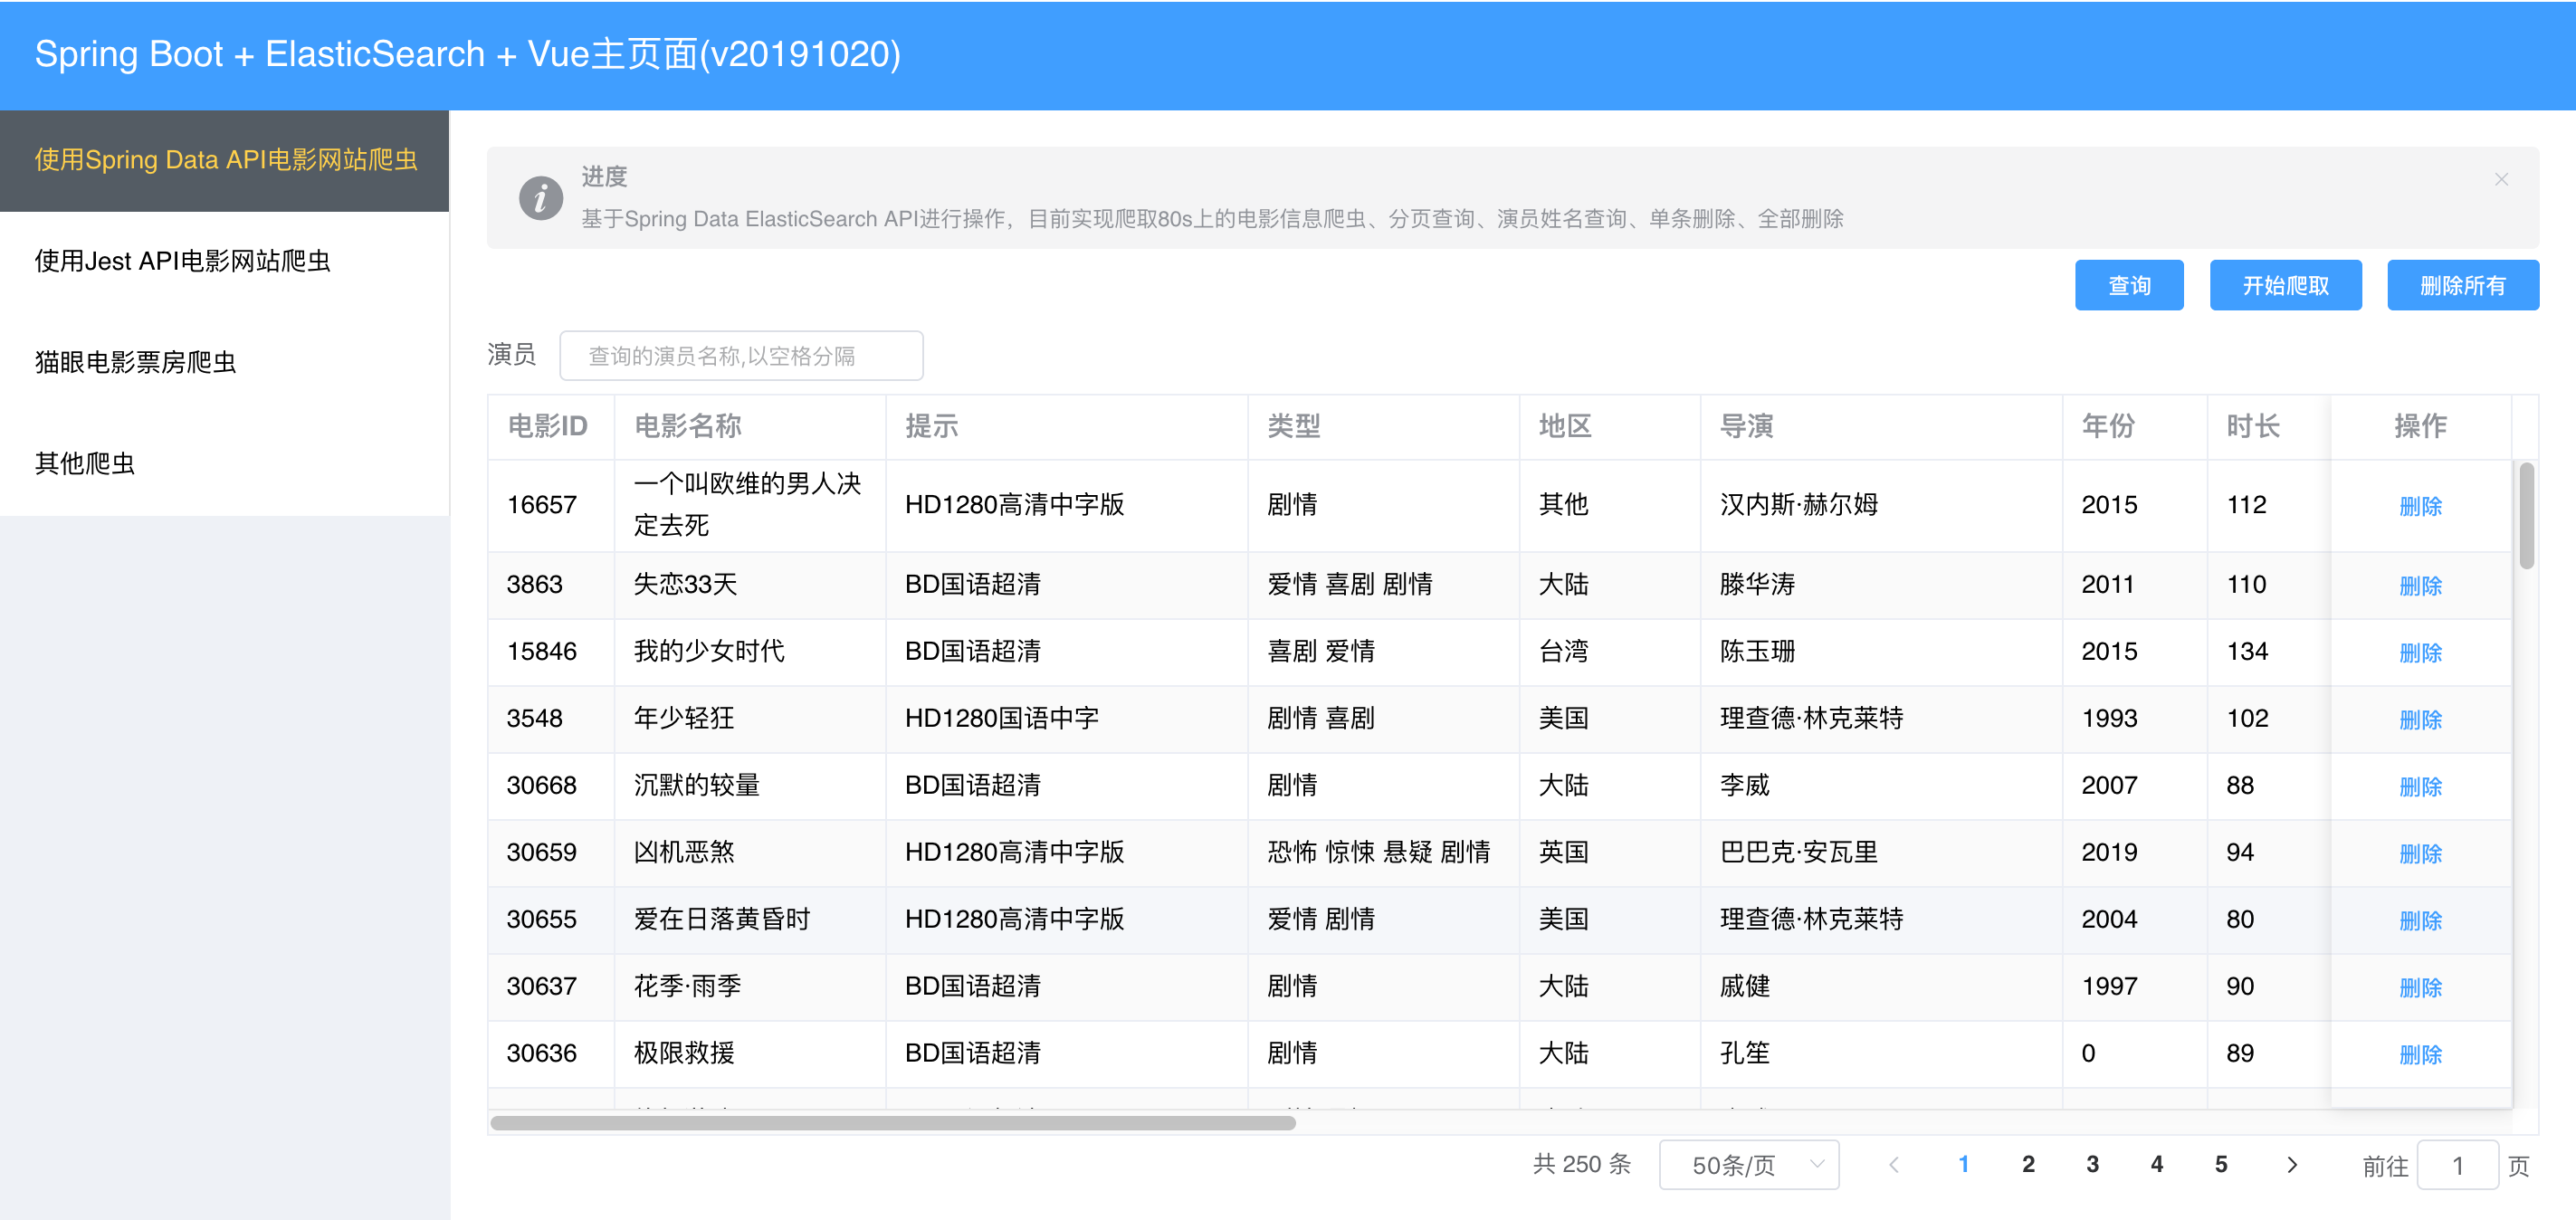 Spring Boot + ElasticSearch + Vue主页面(v20191020)
使用Spring Data API电影网站爬虫
使用Jest API电影网站爬虫
猫眼电影票房爬虫
其他爬虫
进度
基于Spring Data ElasticSearch API进行操作，目前实现爬取80s上的电影信息爬虫、分页查询、演员姓名查询、单条删除、全部删除
查询 开始爬取 删除所有
演员 查询的演员名称,以空格分隔
电影ID 电影名称 提示 类型 地区 导演 年份 时长 操作
16657 一个叫欧维的男人决 HD1280高清中字版 剧情 其他 汉内斯·赫尔姆 2015 112 删除
定去死
3863 失恋33天 BD国语超清 爱情 喜剧 剧情 大陆 滕华涛 2011 110 删除
15846 我的少女时代 BD国语超清 喜剧 爱情 台湾 陈玉珊 2015 134 删除
3548 年少轻狂 HD1280国语中字 剧情 喜剧 美国 理查德·林克莱特 1993 102 删除
30668 沉默的较量 BD国语超清 剧情 大陆 李威 2007 88 删除
30659 凶机恶煞 HD1280高清中字版 恐怖 惊悚 悬疑 剧情 英国 巴巴克·安瓦里 2019 94 删除
30655 爱在日落黄昏时 HD1280高清中字版 爱情 剧情 美国 理查德·林克莱特 2004 80 删除
30637 花季·雨季 BD国语超清 剧情 大陆 戚健 1997 90 删除
30636 极限救援 BD国语超清 剧情 大陆 孔笙 0 89 删除
共 250 条 50条/页 1 2 3 4 5 前往 1 页